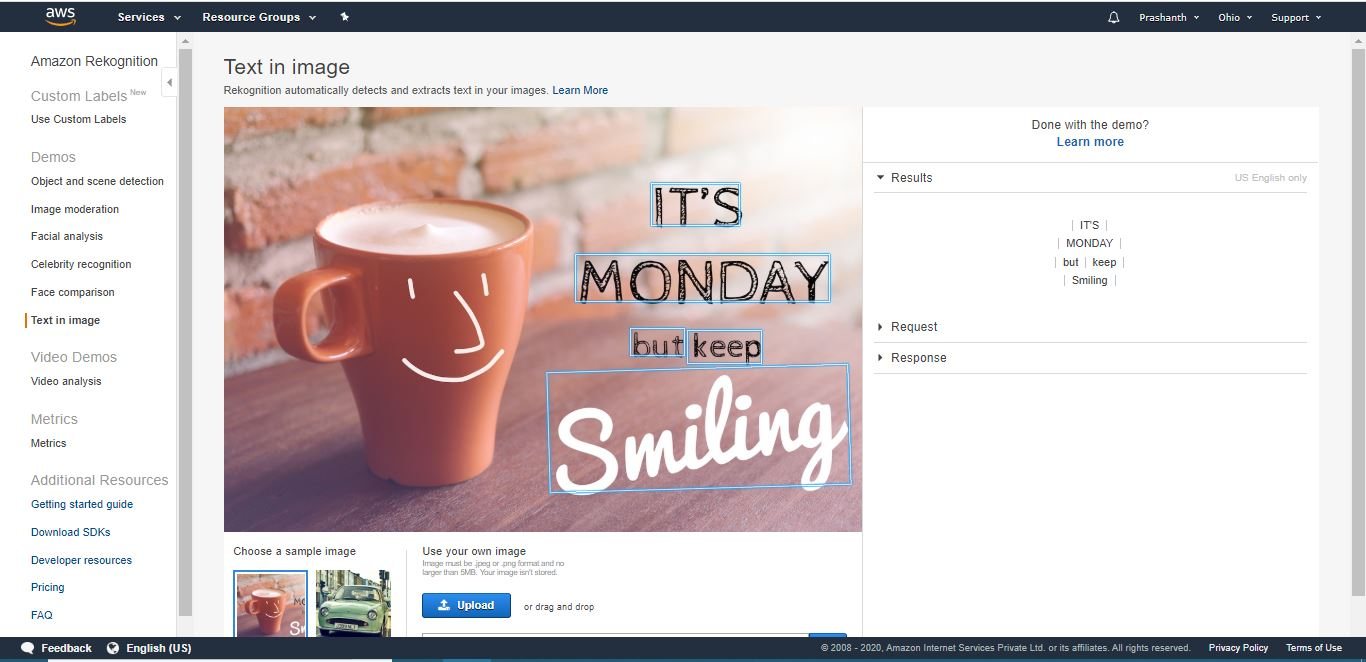 aws
Services
Resource Groups
Prashanth
Ohio
Support
Amazon Rekognition
Custom Labels New
Use Custom Labels
Demos
Object and scene detection
Image moderation
Facial analysis
Celebrity recognition
Face comparison
Text in image
Video Demos
Video analysis
Metrics
Metrics
Additional Resources
Getting started guide
Download SDKs
Developer resources
Pricing
FAQ
Text in image
Rekognition automatically detects and extracts text in your images. Learn More
IT'S
MONDAY
but keep
Smiling
Choose a sample image
Use your own image
Image must be .jpeg or .png format and no
larger than 5MB. Your image isn't stored.
Upload
or drag and drop
Done with the demo?
Learn more
Results
US English only
| IT'S |
| MONDAY |
| but | keep |
| Smiling |
Request
Response
Feedback
English (US)
© 2008 - 2020, Amazon Internet Services Private Ltd. or its affiliates. All rights reserved.
Privacy Policy
Terms of Use